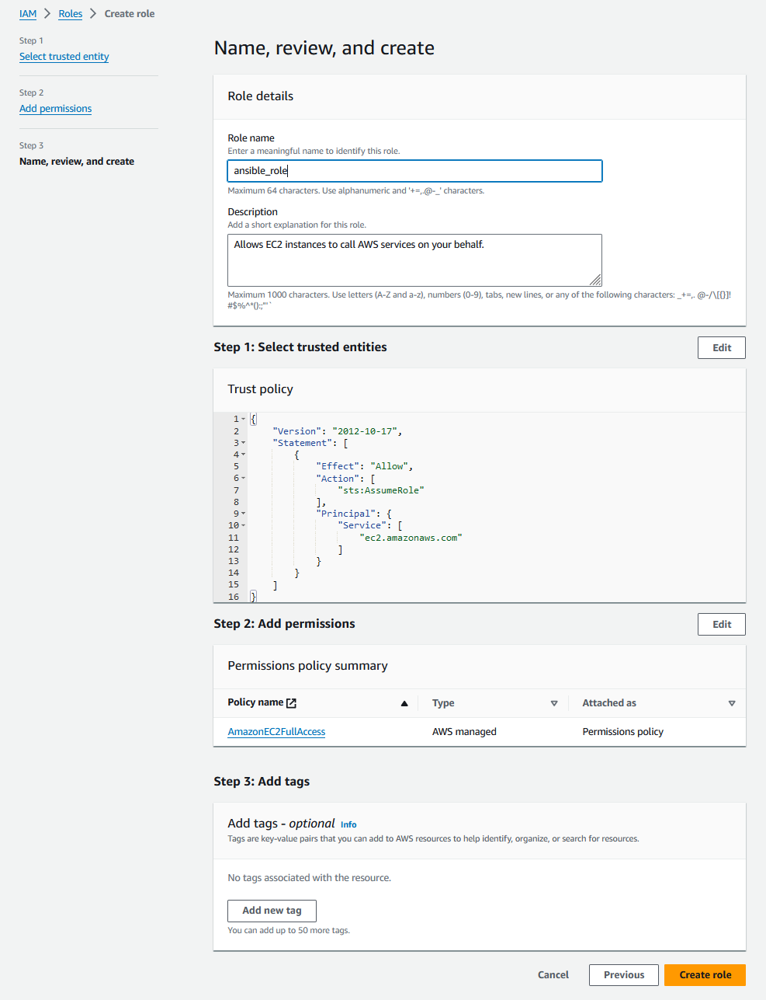 IAM > Roles > Create role
Step 1
Select trusted entity
Step 2
Add permissions
Step 3
Name, review, and create
Name, review, and create
Role details
Role name
Enter a meaningful name to identify this role.
ansible_role
Maximum 64 characters. Use alphanumeric and '+=,.@-_' characters.
Description
Add a short explanation for this role.
Allows EC2 instances to call AWS services on your behalf.
Maximum 1000 characters. Use letters (A-Z and a-z), numbers (0-9), tabs, new lines, or any of the following characters: _+=,. @-/\[{}]!
#$%^*();:"'`
Step 1: Select trusted entities
Edit
Trust policy
1 {
2     "Version": "2012-10-17",
3     "Statement": [
4         {
5             "Effect": "Allow",
6             "Action": [
7                 "sts:AssumeRole"
8             ],
9             "Principal": {
10                 "Service": [
11                     "ec2.amazonaws.com"
12                 ]
13             }
14         }
15     ]
16 }
Step 2: Add permissions
Edit
Permissions policy summary
Policy name Type Attached as
AmazonEC2FullAccess AWS managed Permissions policy
Step 3: Add tags
Add tags - optional Info
Tags are key-value pairs that you can add to AWS resources to help identify, organize, or search for resources.
No tags associated with the resource.
Add new tag
You can add up to 50 more tags.
Cancel Previous Create role